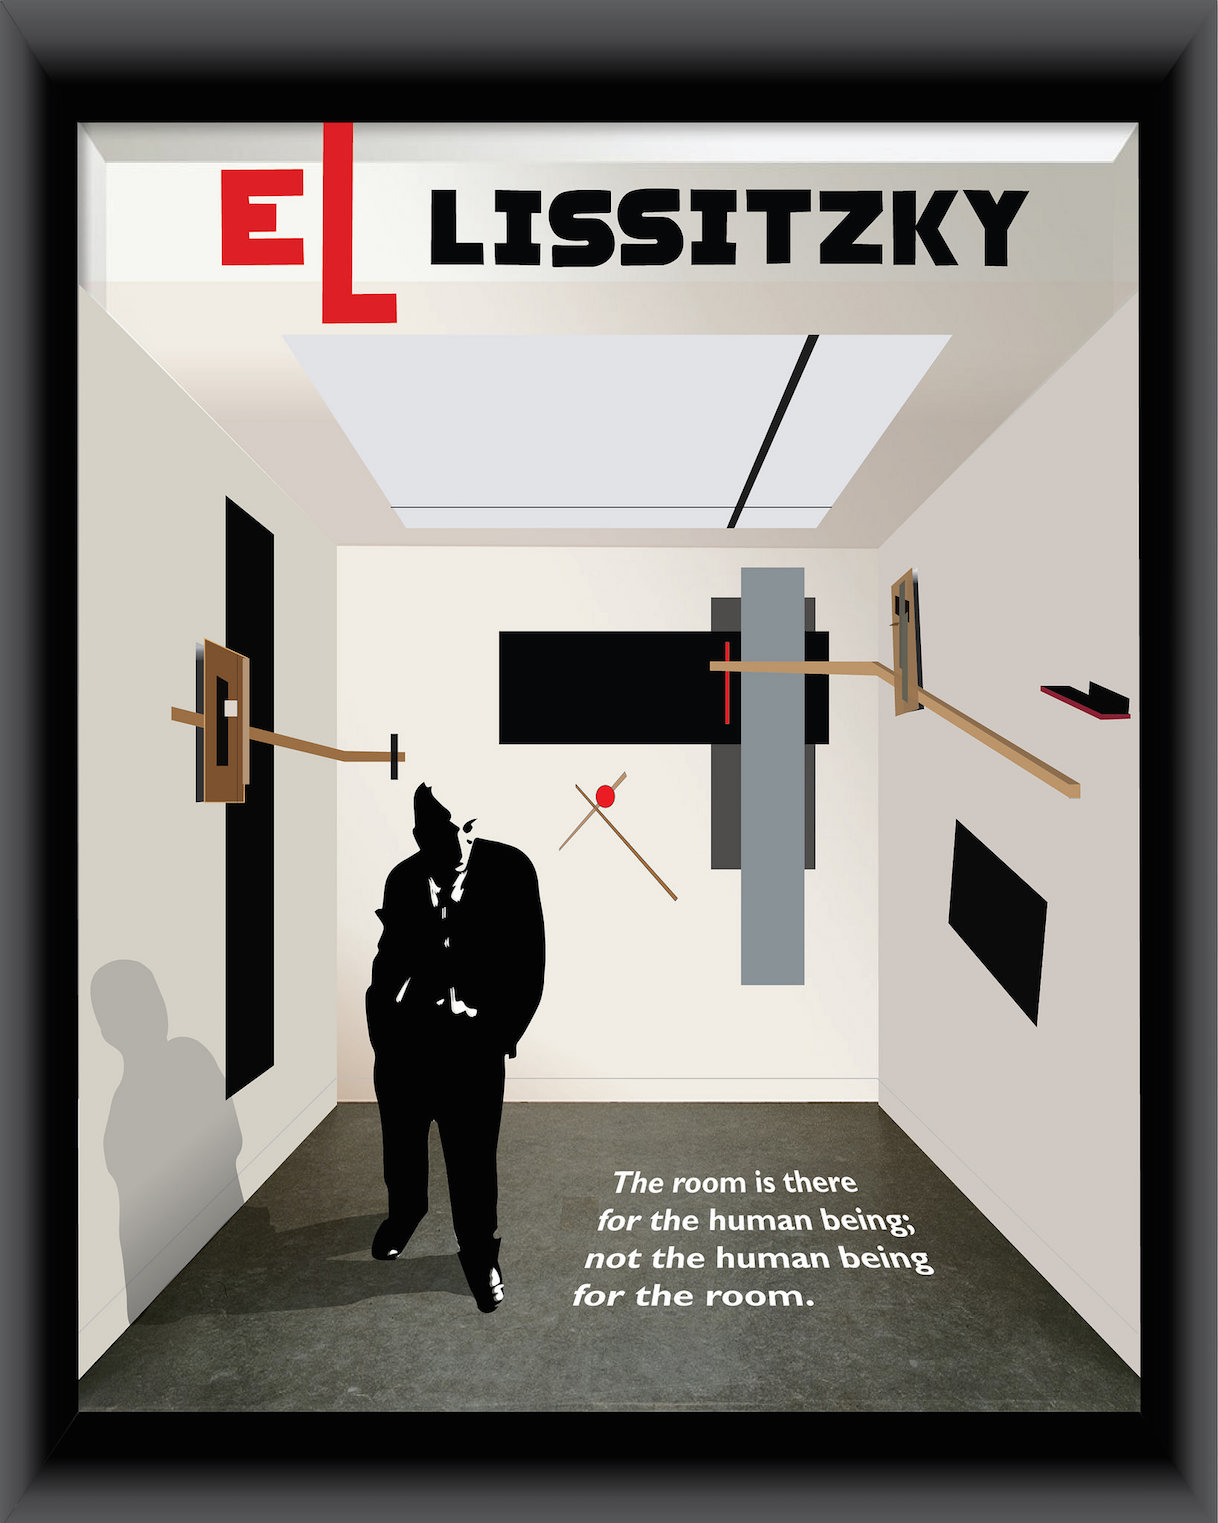 EL LISSITZKY
The room is there
for the human being;
not the human being
for the room.